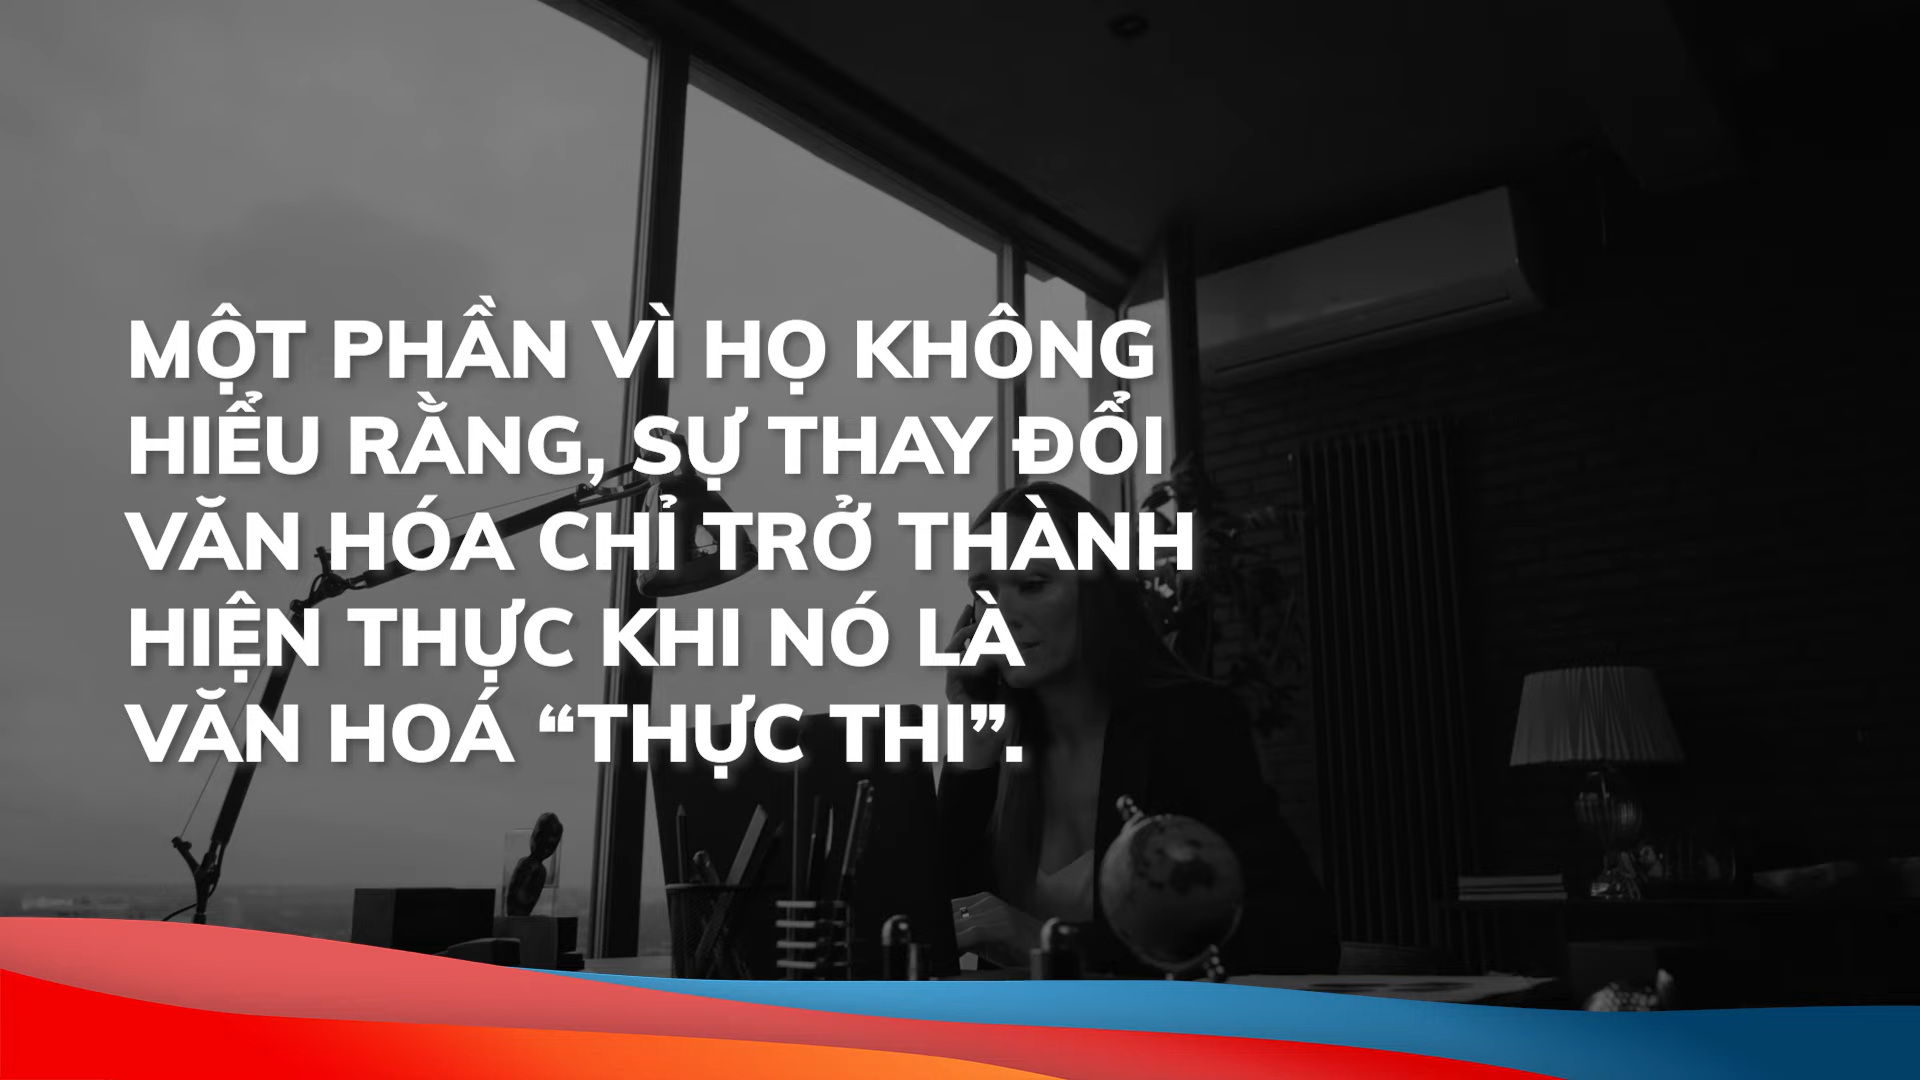 MỘT PHẦN VÌ HỌ KHÔNG
HIỂU RẰNG, SỰ THAY ĐỔI
VĂN HÓA CHỈ TRỞ THÀNH
HIỆN THỰC KHI NÓ LÀ
VĂN HOÁ “THỰC THI”.